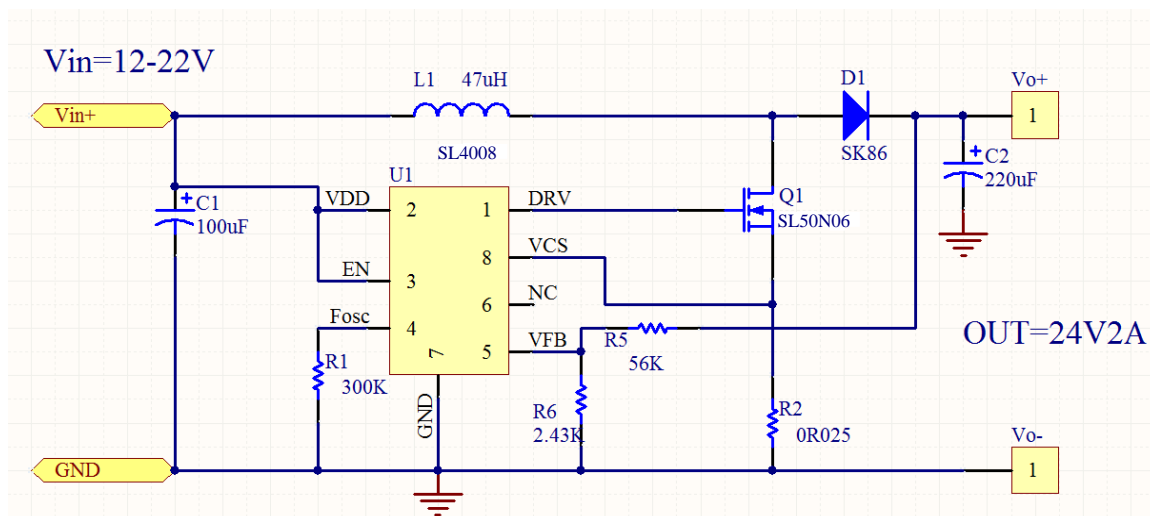 Vin=12-22V
L1 47uH
D1
Vo+
Vin+
1
SK86
SL4008
U1
C2
220uF
C1
100uF
VDD 2
1 DRV
Q1
SL50N06
8 VCS
EN 3
6 NC
Fosc 4
7
GND
5 VFB
R5
56K
OUT=24V2A
R1
300K
R6
2.43K
R2
0R025
Vo-
GND
1